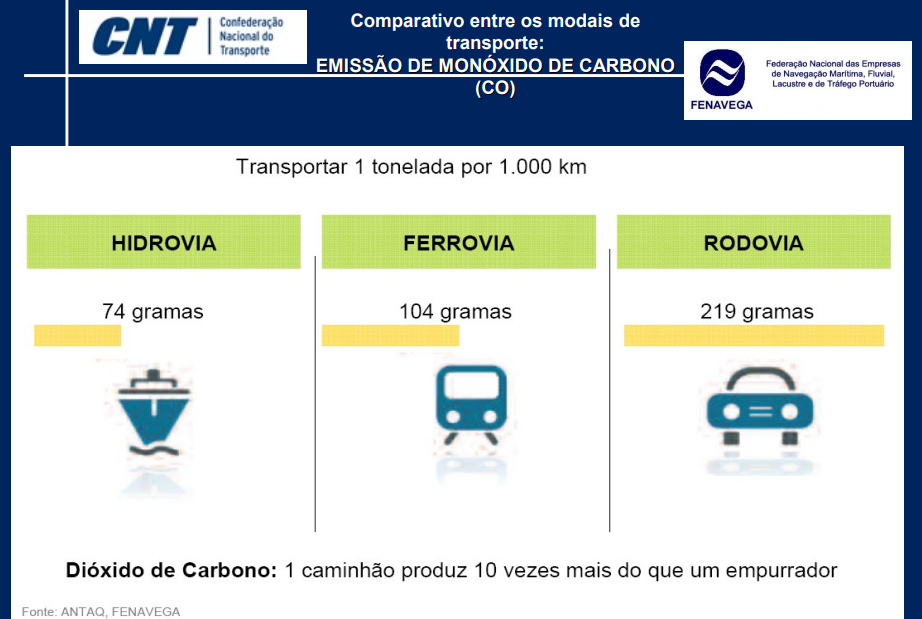 CNT
Confederação
Nacional do
Transporte
Comparativo entre os modais de
transporte:
EMISSÃO DE MONÓXIDO DE CARBONO
(CO)
FENAVEGA
Federação Nacional das Empresas
de Navegação Marítima, Fluvial,
Lacustre e de Tráfego Portuário
Transportar 1 tonelada por 1.000 km
HIDROVIA
FERROVIA
RODOVIA
74 gramas
104 gramas
219 gramas
Dióxido de Carbono: 1 caminhão produz 10 vezes mais do que um empurrador
Fonte: ANTAQ, FENAVEGA